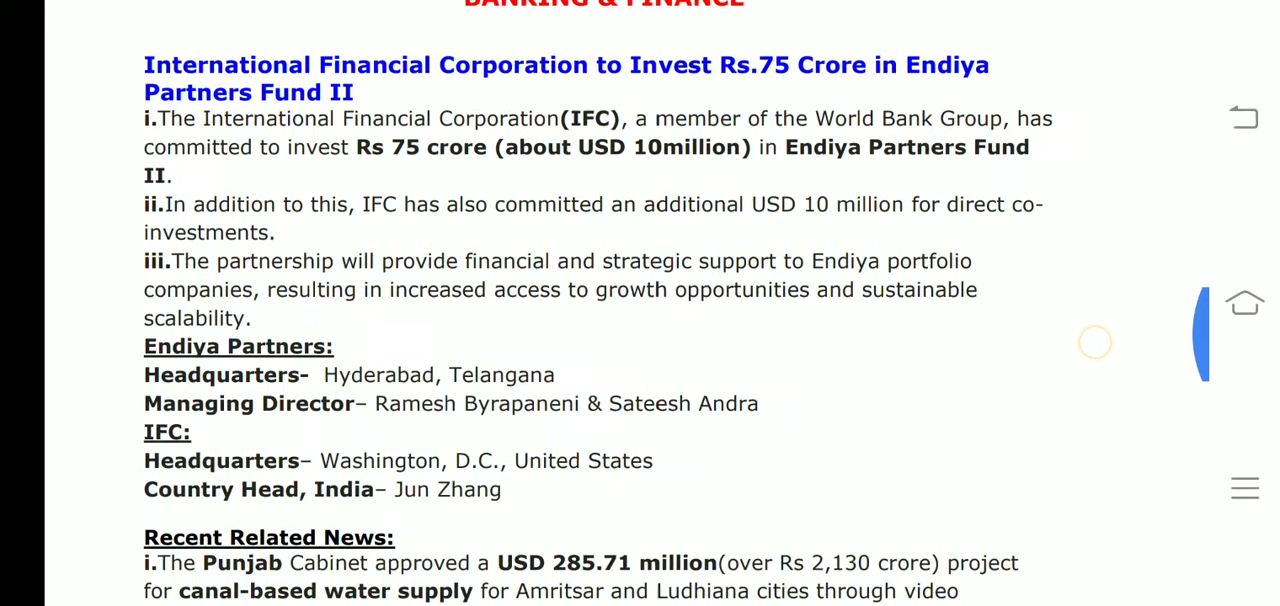 BANKING & FINANCE
International Financial Corporation to Invest Rs.75 Crore in Endiya
Partners Fund II
i.The International Financial Corporation(IFC), a member of the World Bank Group, has
committed to invest Rs 75 crore (about USD 10million) in Endiya Partners Fund
II.
ii.In addition to this, IFC has also committed an additional USD 10 million for direct co-
investments.
iii.The partnership will provide financial and strategic support to Endiya portfolio
companies, resulting in increased access to growth opportunities and sustainable
scalability.
Endiya Partners:
Headquarters-  Hyderabad, Telangana
Managing Director– Ramesh Byrapaneni & Sateesh Andra
IFC:
Headquarters– Washington, D.C., United States
Country Head, India– Jun Zhang
Recent Related News:
i.The Punjab Cabinet approved a USD 285.71 million(over Rs 2,130 crore) project
for canal-based water supply for Amritsar and Ludhiana cities through video